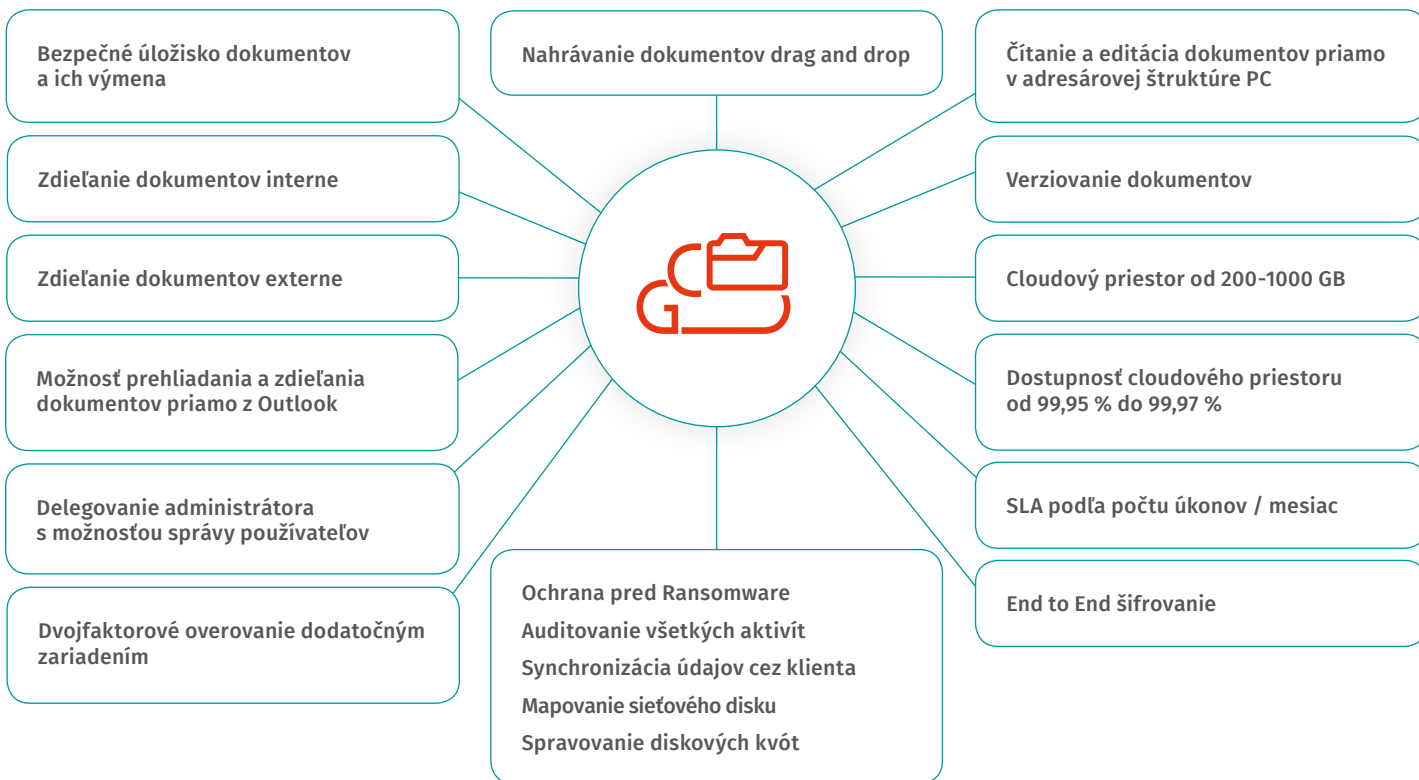 Bezpečné úložisko dokumentov
a ich výmena
Zdieľanie dokumentov interne
Zdieľanie dokumentov externe
Možnosť prehliadania a zdieľania
dokumentov priamo z Outlook
Delegovanie administrátora
s možnosťou správy používateľov
Dvojfaktorové overovanie dodatočným
zariadením
Nahrávanie dokumentov drag and drop
Ochrana pred Ransomware
Auditovanie všetkých aktivít
Synchronizácia údajov cez klienta
Mapovanie sieťového disku
Spravovanie diskových kvót
Čítanie a editácia dokumentov priamo
v adresárovej štruktúre PC
Verziovanie dokumentov
Cloudový priestor od 200-1000 GB
Dostupnosť cloudového priestoru
od 99,95 % do 99,97 %
SLA podľa počtu úkonov / mesiac
End to End šifrovanie